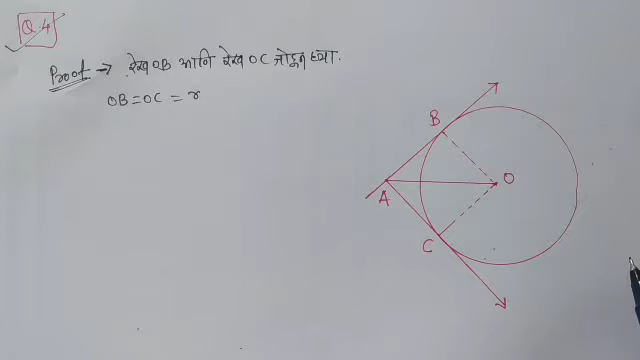 Q.4
Proof → रेख OB आणि रेख OC जोडून घ्या.
OB = OC = r
B
O
A
C